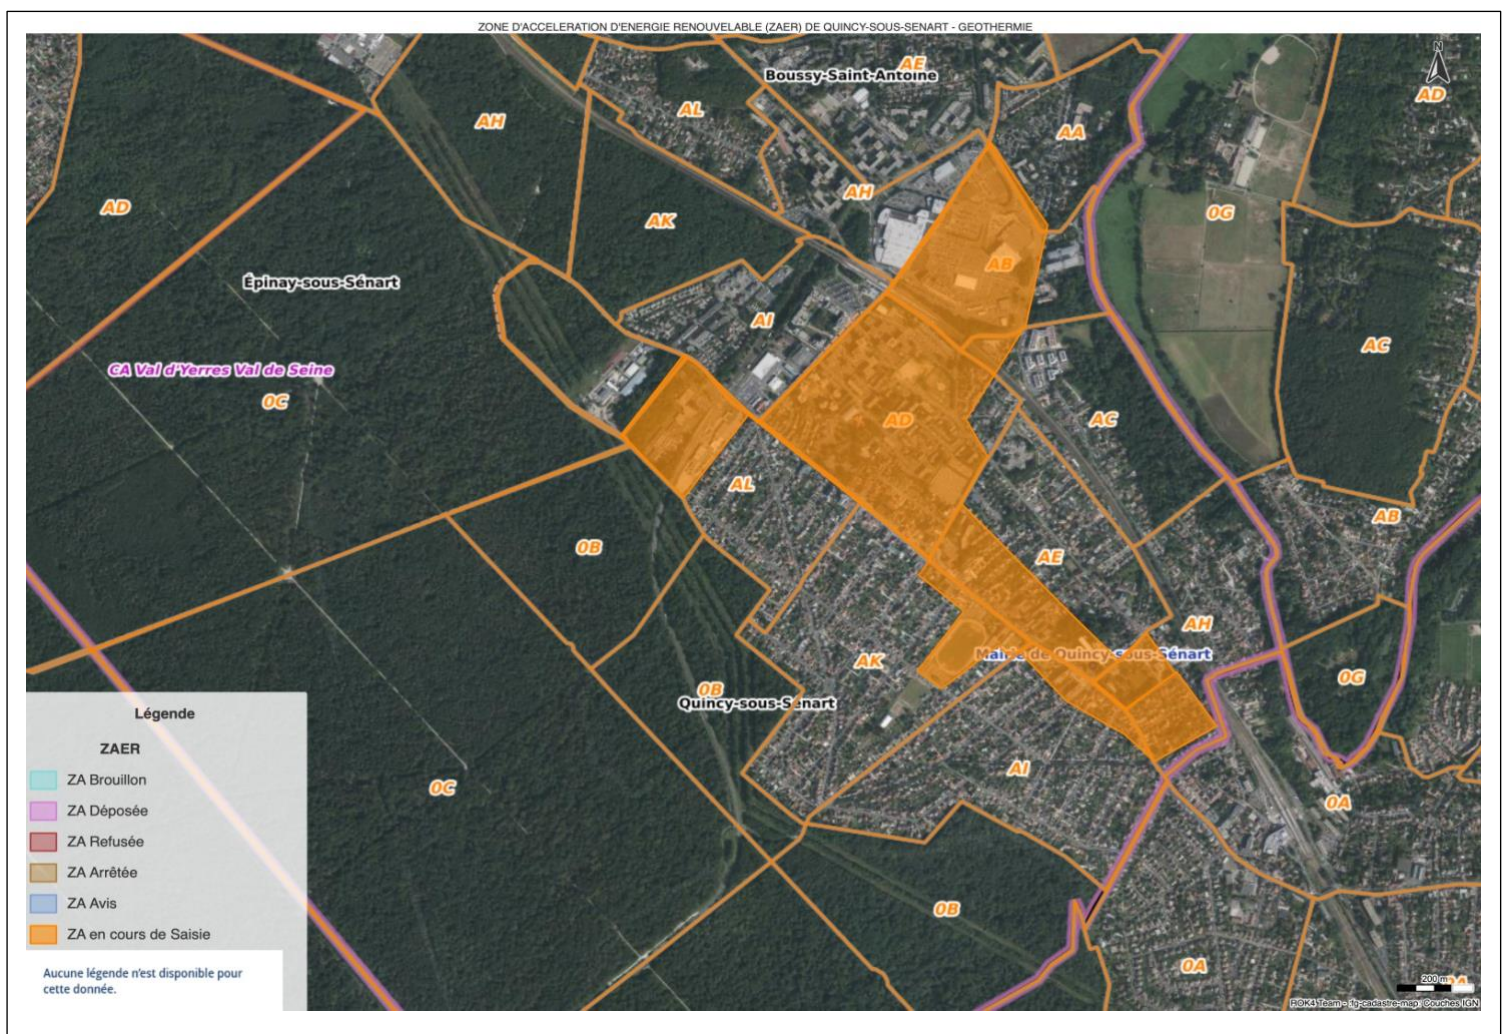 ZONE D'ACCELERATION D'ENERGIE RENOUVELABLE (ZAER) DE QUINCY-SOUS-SENART - GEOTHERMIE
N
AE
Boussy-Saint-Antoine
AD
AL
AH
AA
AH
AD
AK
0G
AB
Épinay-sous-Sénart
AI
AC
CA Val d'Yerres Val de Seine
0C
AD
AC
AL
AB
0B
AE
AH
Mairie de Quincy-sous-Sénart
AK
0G
0B
Quincy-sous-Sénart
AI
0C
0A
0B
0A
Légende
ZAER
ZA Brouillon
ZA Déposée
ZA Refusée
ZA Arrêtée
ZA Avis
ZA en cours de Saisie
Aucune légende n'est disponible pour
cette donnée.
200 m